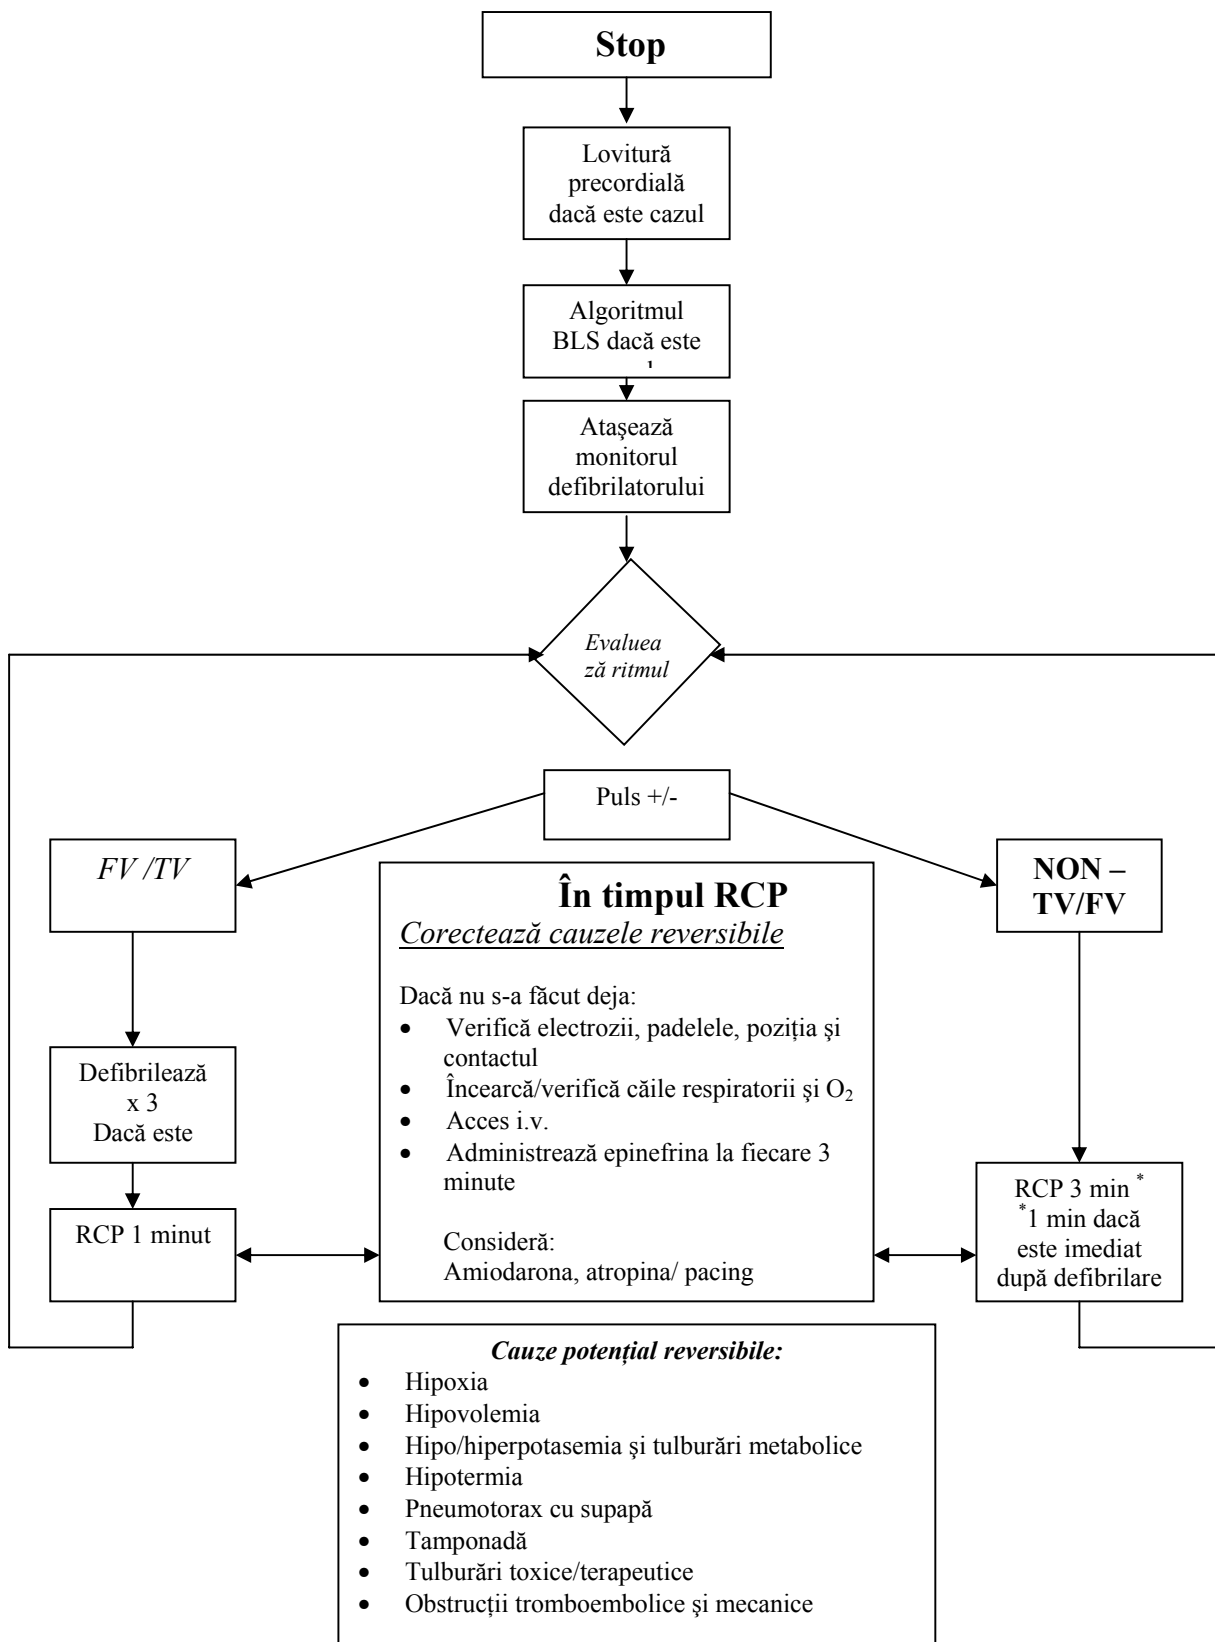 Stop
Lovitură
precordială
dacă este cazul
Algoritmul
BLS dacă este
Ataşează
monitorul
defibrilatorului
Evaluea
ză ritmul
Puls +/-
FV /TV
NON –
TV/FV
În timpul RCP
Corectează cauzele reversibile
Dacă nu s-a făcut deja:
• Verifică electrozii, padelele, poziția şi
contactul
• Încearcă/verifică căile respiratorii şi O₂
• Acces i.v.
• Administrează epinefrina la fiecare 3
minute
Consideră:
Amiodarona, atropina/ pacing
Defibrilează
x 3
Dacă este
RCP 1 minut
RCP 3 min *
*1 min dacă
este imediat
după defibrilare
Cauze potențial reversibile:
• Hipoxia
• Hipovolemia
• Hipo/hiperpotasemia şi tulburări metabolice
• Hipotermia
• Pneumotorax cu supapă
• Tamponadă
• Tulburări toxice/terapeutice
• Obstrucții tromboembolice şi mecanice